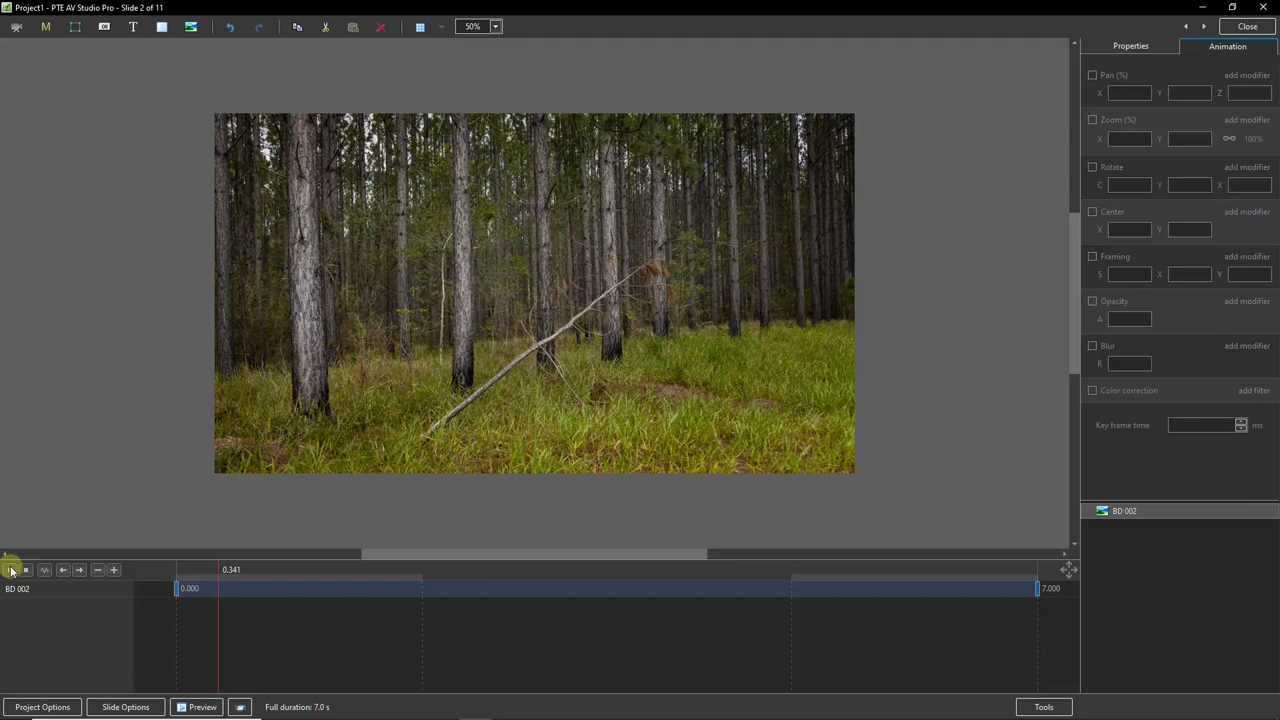 Project1 - PTE AV Studio Pro - Slide 2 of 11
M
OK
T
50%
Close
Properties
Animation
Pan (%)
add modifier
X
Y
Z
Zoom (%)
add modifier
X
Y
100%
Rotate
add modifier
C
Y
X
Center
add modifier
X
Y
Framing
add modifier
S
X
Y
Opacity
add modifier
A
Blur
add modifier
R
Color correction
add filter
Key frame time
ms
BD 002
0.341
BD 002
0.000
7.000
Project Options
Slide Options
Preview
Full duration: 7.0 s
Tools